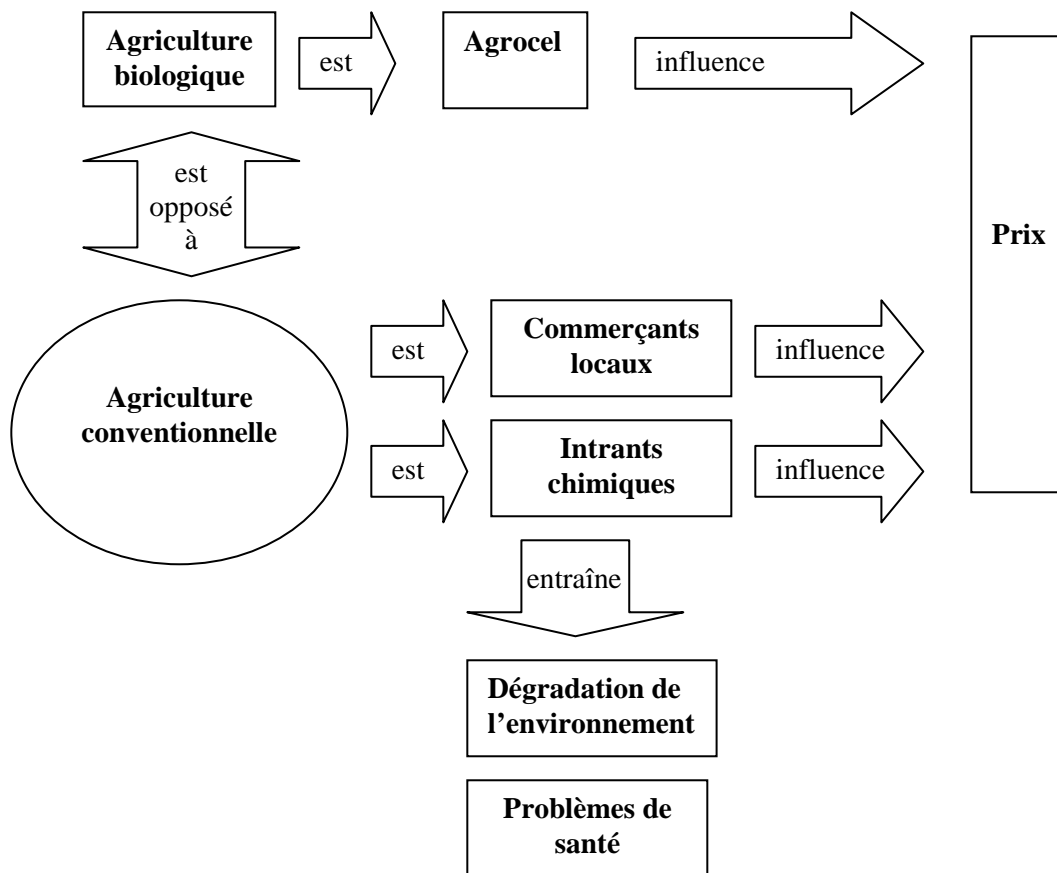 Agriculture
biologique
est
Agrocel
influence
est
opposé
à
Prix
Agriculture
conventionnelle
est
Commerçants
locaux
influence
est
Intrants
chimiques
influence
entraîne
Dégradation de
l’environnement
Problèmes de
santé